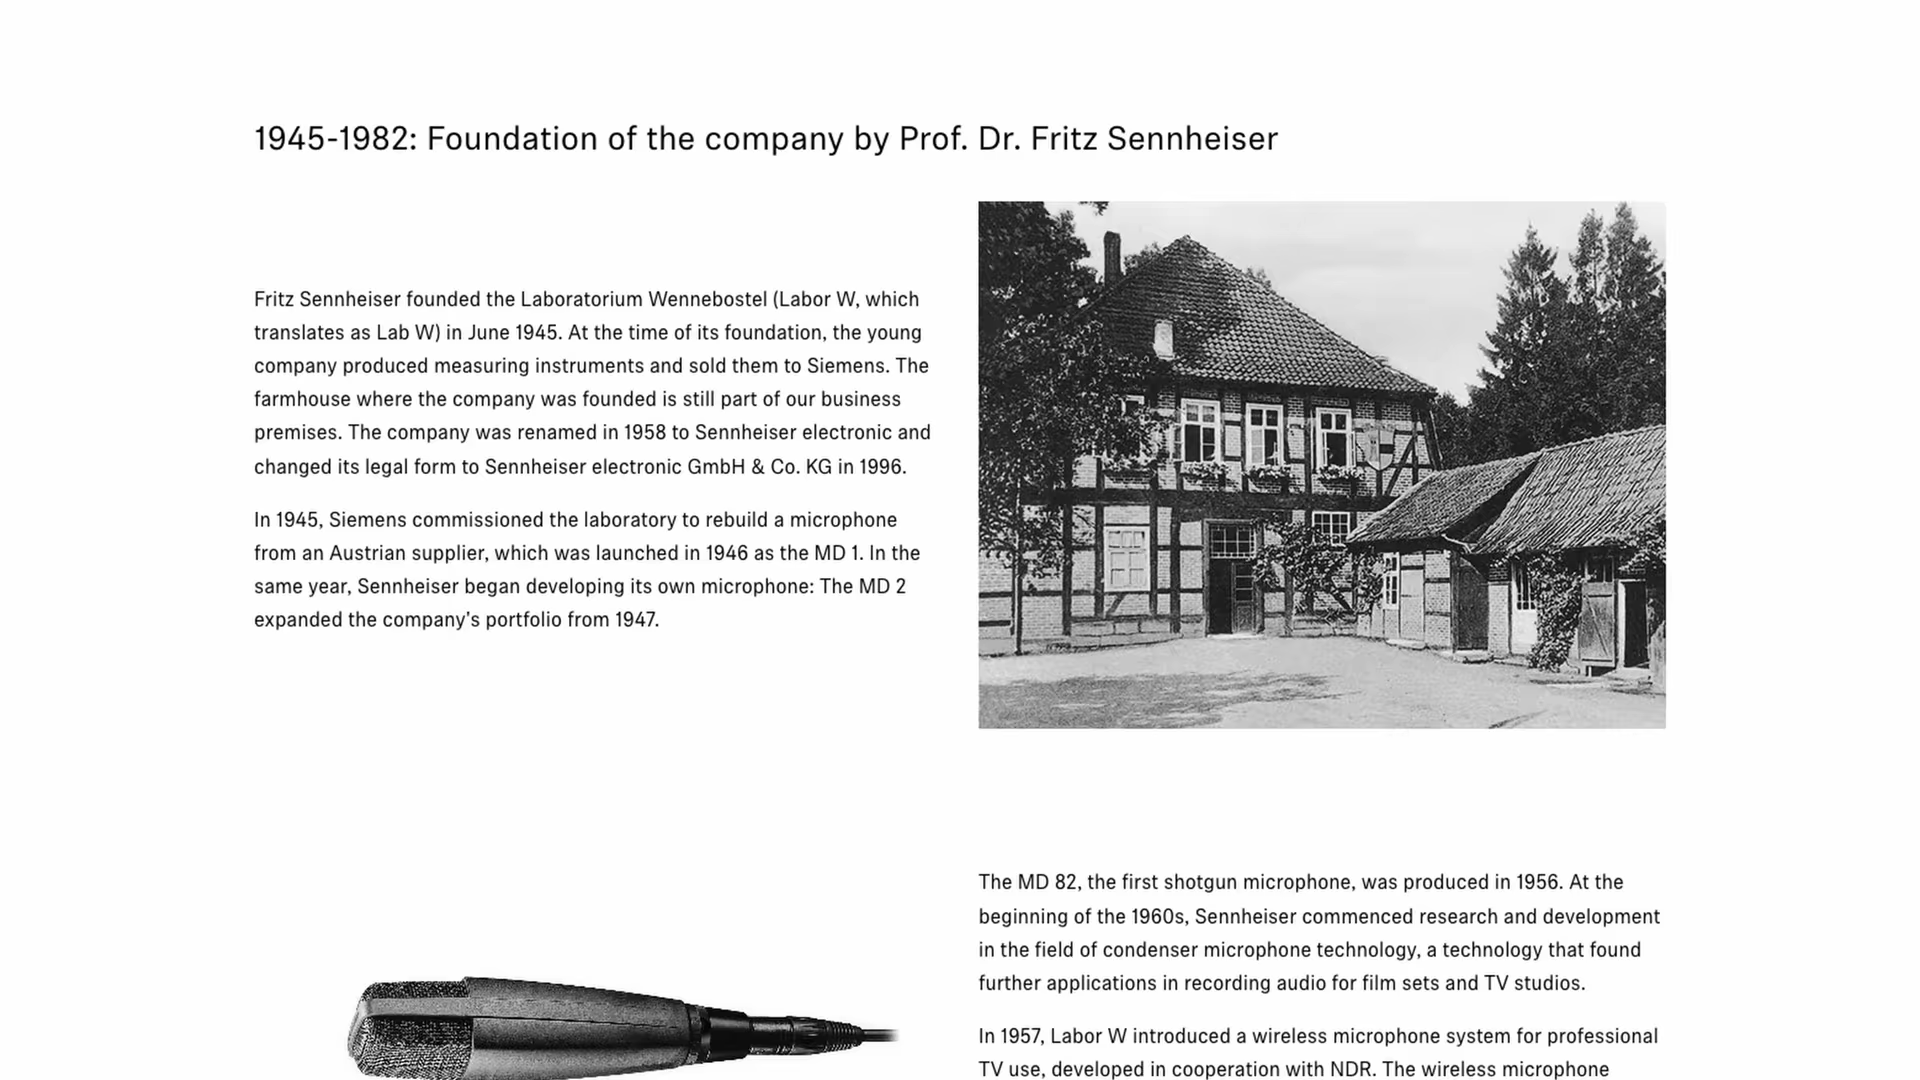 1945-1982: Foundation of the company by Prof. Dr. Fritz Sennheiser
Fritz Sennheiser founded the Laboratorium Wennebostel (Labor W, which
translates as Lab W) in June 1945. At the time of its foundation, the young
company produced measuring instruments and sold them to Siemens. The
farmhouse where the company was founded is still part of our business
premises. The company was renamed in 1958 to Sennheiser electronic and
changed its legal form to Sennheiser electronic GmbH & Co. KG in 1996.
In 1945, Siemens commissioned the laboratory to rebuild a microphone
from an Austrian supplier, which was launched in 1946 as the MD 1. In the
same year, Sennheiser began developing its own microphone: The MD 2
expanded the company's portfolio from 1947.
The MD 82, the first shotgun microphone, was produced in 1956. At the
beginning of the 1960s, Sennheiser commenced research and development
in the field of condenser microphone technology, a technology that found
further applications in recording audio for film sets and TV studios.
In 1957, Labor W introduced a wireless microphone system for professional
TV use, developed in cooperation with NDR. The wireless microphone